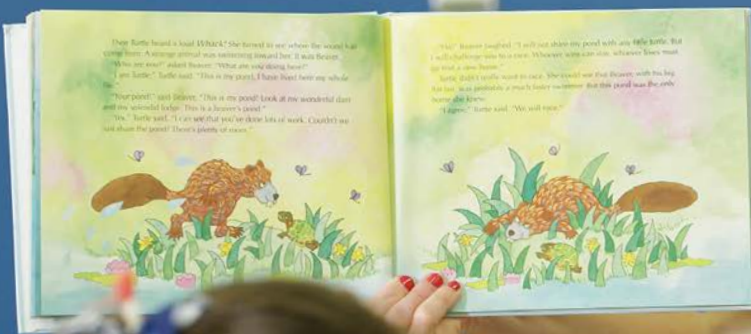 Then Turtle heard a loud Whack! She turned to see where the sound had
come from. A strange animal was swimming toward her. It was Beaver.
"Who are you?" asked Beaver. "What are you doing here?"
"I am Turtle," Turtle said. "This is my pond. I have lived here my whole
life."
"Your pond?" said Beaver. "This is my pond! Look at my wonderful dam
and my splendid lodge. This is a beaver's pond."
"Yes," Turtle said. "I can see that you've done lots of work. Couldn't we
just share the pond? There's plenty of room."
Beaver laughed. "I will not share my pond with any little turtle. But
I will challenge you to a race. Whoever wins can stay, whoever loses must
go find a new home."
Turtle didn't really want to race. She could see that Beaver, with his big
flat tail, was probably a much faster swimmer. But this pond was the only
home she knew.
"I agree," Turtle said. "We will race."